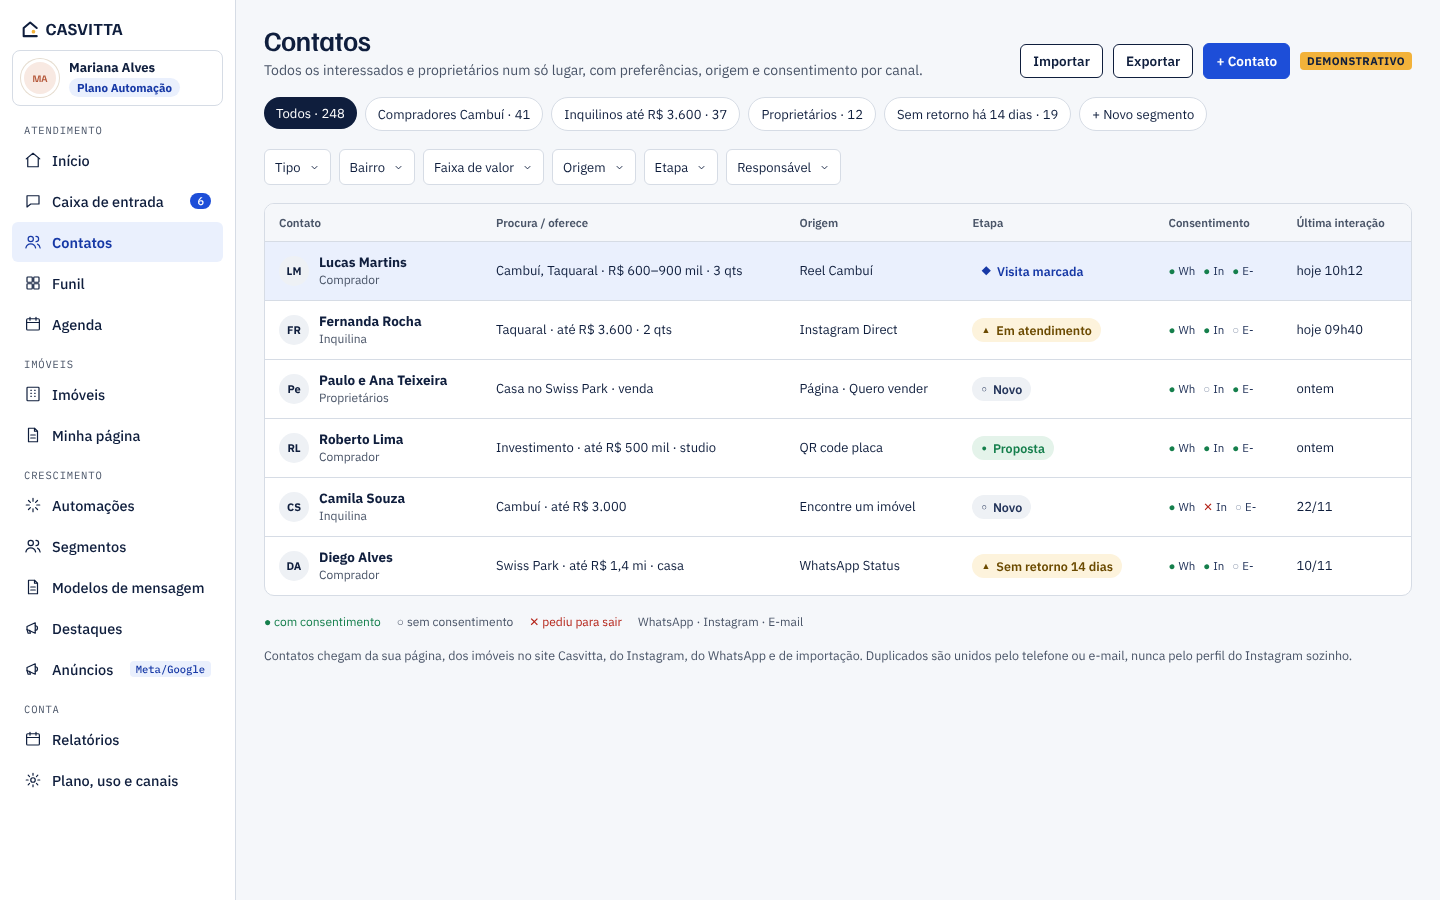 CASVITTA
MA
Mariana Alves
Plano Automação
ATENDIMENTO
Início
Caixa de entrada
6
Contatos
Funil
Agenda
IMÓVEIS
Imóveis
Minha página
CRESCIMENTO
Automações
Segmentos
Modelos de mensagem
Destaques
Anúncios
Meta/Google
CONTA
Relatórios
Plano, uso e canais
Contatos
Todos os interessados e proprietários num só lugar, com preferências, origem e consentimento por canal.
Importar
Exportar
+ Contato
DEMONSTRATIVO
Todos · 248
Compradores Cambuí · 41
Inquilinos até R$ 3.600 · 37
Proprietários · 12
Sem retorno há 14 dias · 19
+ Novo segmento
Tipo
Bairro
Faixa de valor
Origem
Etapa
Responsável
Contato Procura / oferece Origem Etapa Consentimento Última interação
LM Lucas Martins
Comprador
Cambuí, Taquaral · R$ 600–900 mil · 3 qts
Reel Cambuí
◆ Visita marcada
● Wh ● In ● E-
hoje 10h12
FR Fernanda Rocha
Inquilina
Taquaral · até R$ 3.600 · 2 qts
Instagram Direct
▲ Em atendimento
● Wh ● In ○ E-
hoje 09h40
Pe Paulo e Ana Teixeira
Proprietários
Casa no Swiss Park · venda
Página · Quero vender
○ Novo
● Wh ○ In ● E-
ontem
RL Roberto Lima
Comprador
Investimento · até R$ 500 mil · studio
QR code placa
● Proposta
● Wh ● In ● E-
ontem
CS Camila Souza
Inquilina
Cambuí · até R$ 3.000
Encontre um imóvel
○ Novo
● Wh ✕ In ○ E-
22/11
DA Diego Alves
Comprador
Swiss Park · até R$ 1,4 mi · casa
WhatsApp Status
▲ Sem retorno 14 dias
● Wh ● In ○ E-
10/11
● com consentimento ○ sem consentimento ✕ pediu para sair WhatsApp · Instagram · E-mail
Contatos chegam da sua página, dos imóveis no site Casvitta, do Instagram, do WhatsApp e de importação. Duplicados são unidos pelo telefone ou e-mail, nunca pelo perfil do Instagram sozinho.